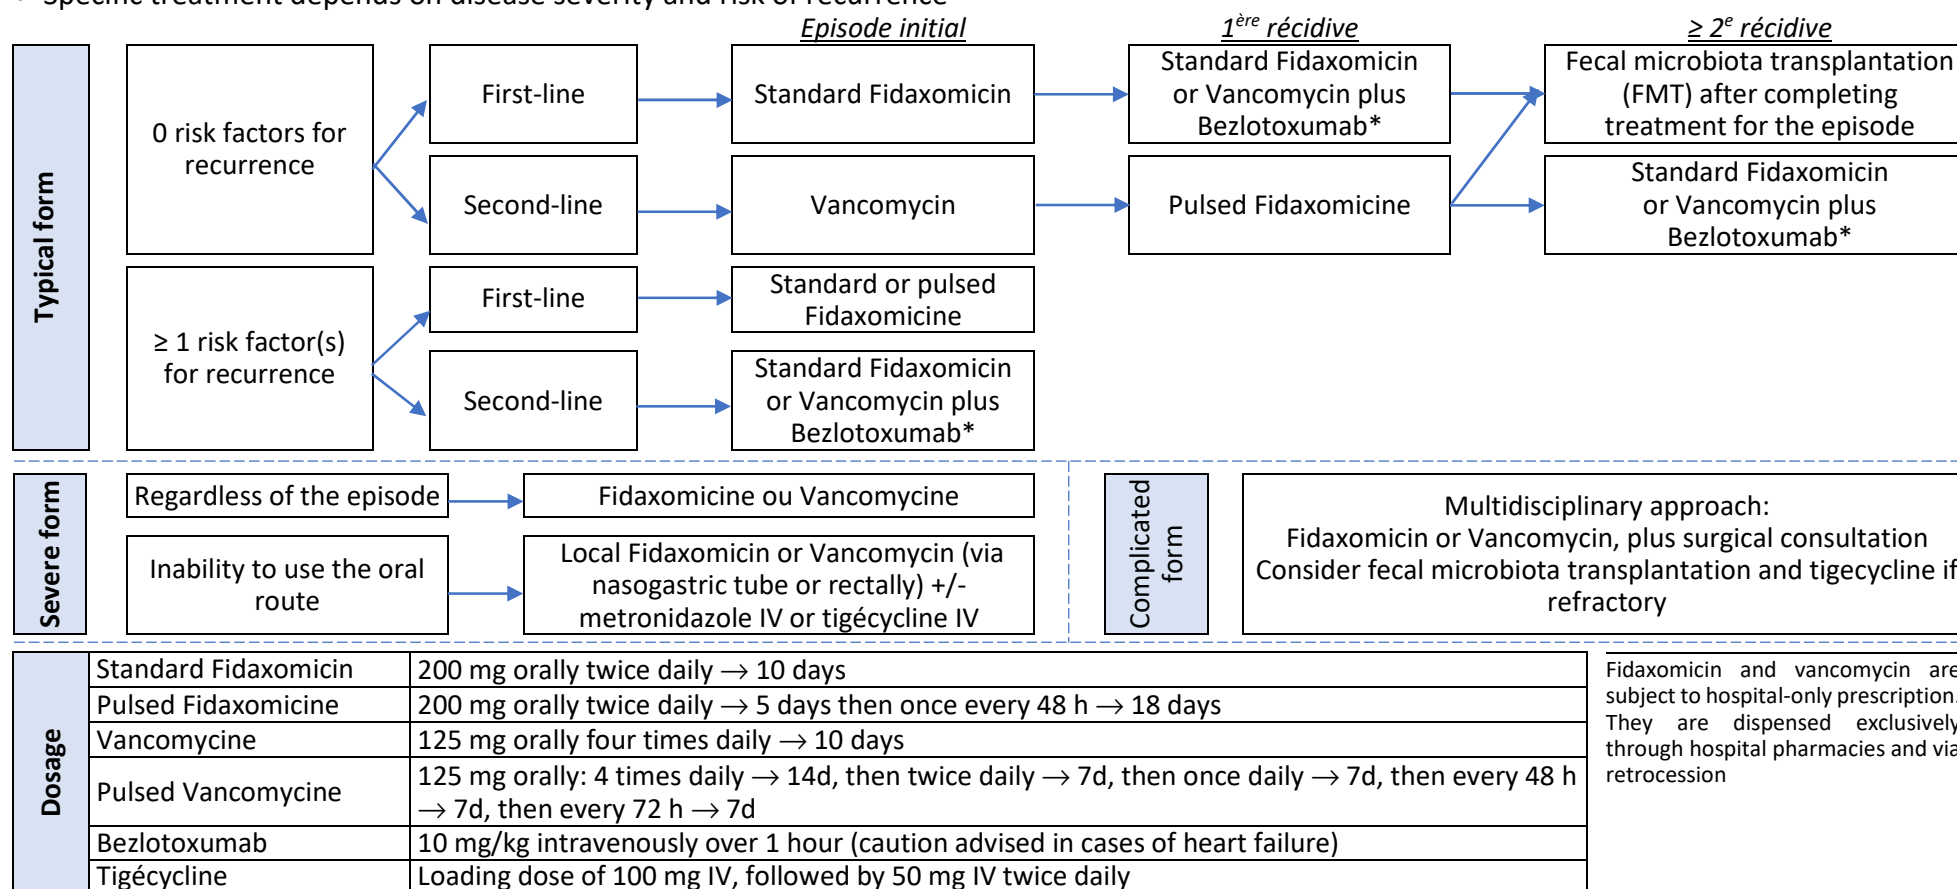 Specific treatment depends on disease severity and risk of recurrence
Episode initial
1ère récidive
≥ 2e récidive
Typical form
0 risk factors for
recurrence
First-line
Standard Fidaxomicin
Standard Fidaxomicin
or Vancomycin plus
Bezlotoxumab*
Fecal microbiota transplantation
(FMT) after completing
treatment for the episode
Second-line
Vancomycin
Pulsed Fidaxomicine
Standard Fidaxomicin
or Vancomycin plus
Bezlotoxumab*
≥ 1 risk factor(s)
for recurrence
First-line
Standard or pulsed
Fidaxomicine
Second-line
Standard Fidaxomicin
or Vancomycin plus
Bezlotoxumab*
Severe form
Regardless of the episode
Fidaxomicine ou Vancomycine
Inability to use the oral
route
Local Fidaxomicin or Vancomycin (via
nasogastric tube or rectally) +/-
metronidazole IV or tigécycline IV
Complicated
form
Multidisciplinary approach:
Fidaxomicin or Vancomycin, plus surgical consultation
Consider fecal microbiota transplantation and tigecycline if
refractory
Dosage
Standard Fidaxomicin
200 mg orally twice daily → 10 days
Pulsed Fidaxomicine
200 mg orally twice daily → 5 days then once every 48 h → 18 days
Vancomycine
125 mg orally four times daily → 10 days
Pulsed Vancomycine
125 mg orally: 4 times daily → 14d, then twice daily → 7d, then once daily → 7d, then every 48 h
→ 7d, then every 72 h → 7d
Bezlotoxumab
10 mg/kg intravenously over 1 hour (caution advised in cases of heart failure)
Tigécycline
Loading dose of 100 mg IV, followed by 50 mg IV twice daily
Fidaxomicin and vancomycin are
subject to hospital-only prescription.
They are dispensed exclusively
through hospital pharmacies and via
retrocession